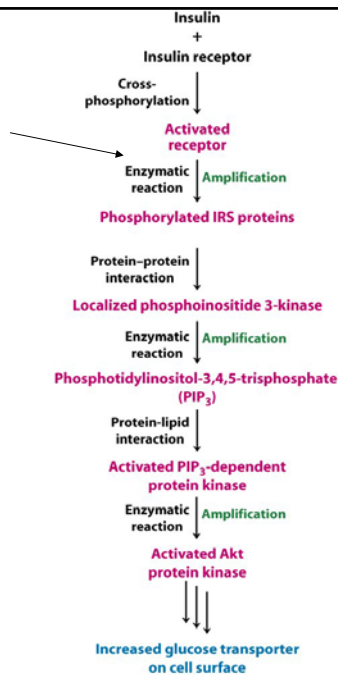 Insulin
+
Insulin receptor
Cross-
phosphorylation
Activated
receptor
Enzymatic
reaction
Amplification
Phosphorylated IRS proteins
Protein–protein
interaction
Localized phosphoinositide 3-kinase
Enzymatic
reaction
Amplification
Phosphotidylinositol-3,4,5-trisphosphate
(PIP₃)
Protein-lipid
interaction
Activated PIP₃-dependent
protein kinase
Enzymatic
reaction
Amplification
Activated Akt
protein kinase
Increased glucose transporter
on cell surface